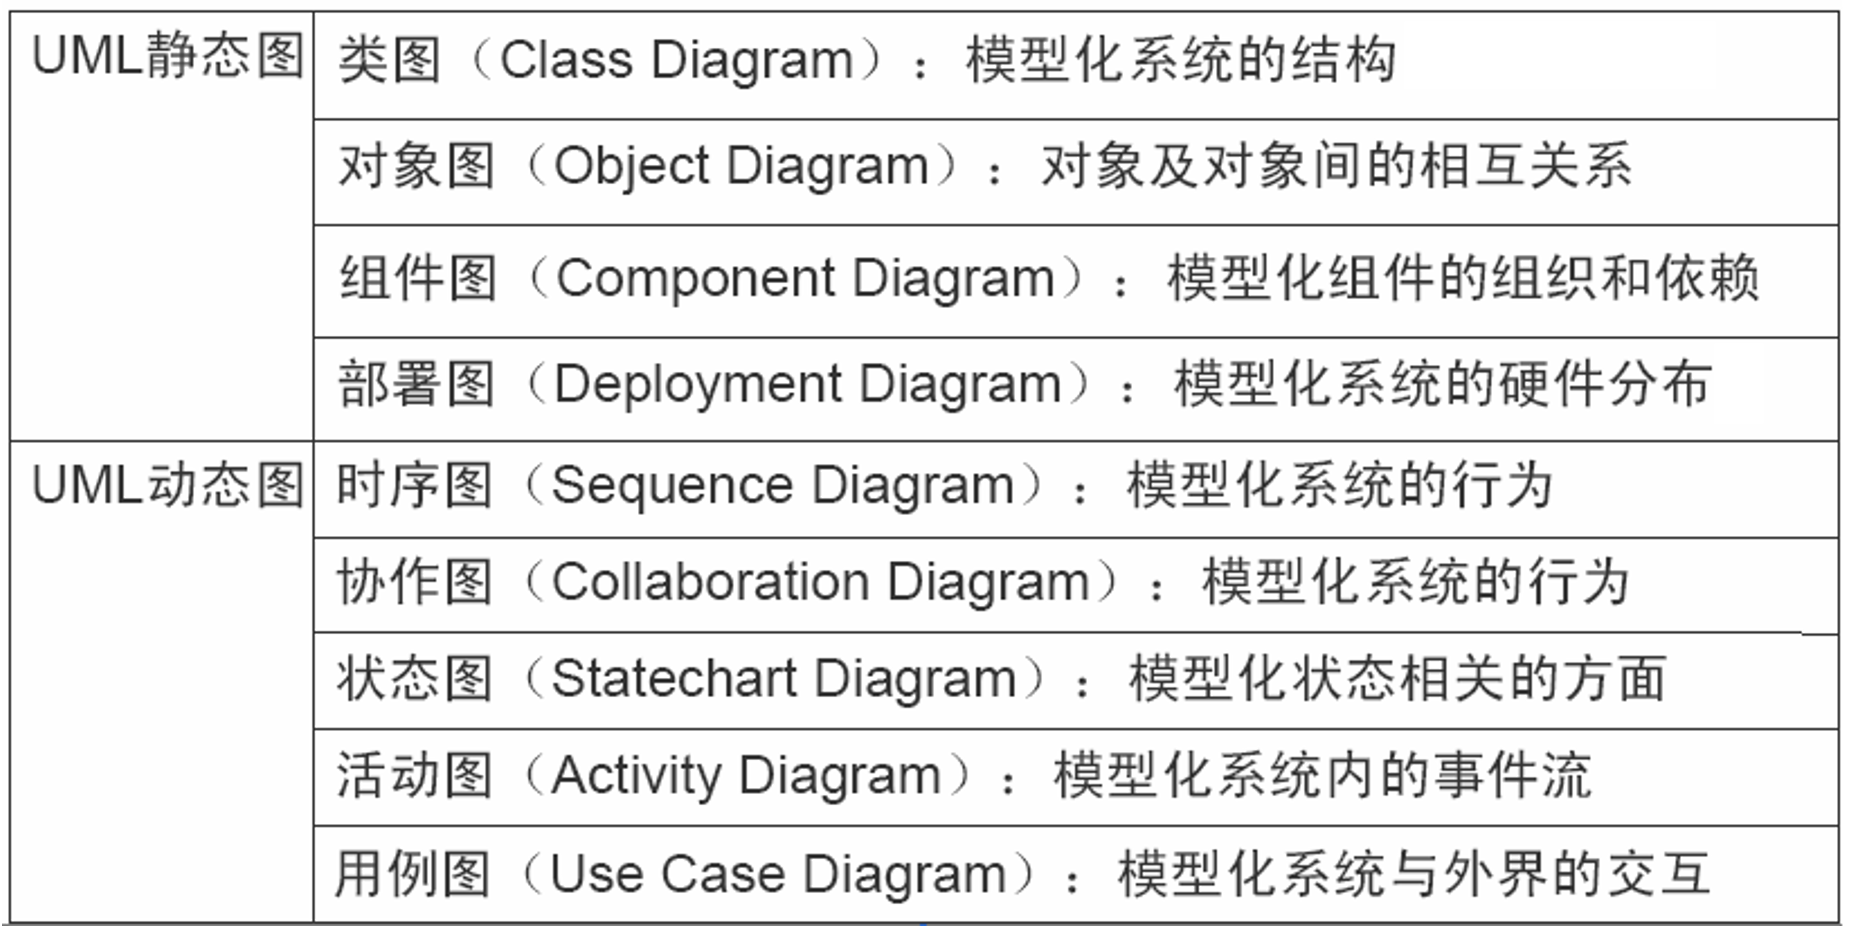 UML静态图
类图（Class Diagram）：模型化系统的结构
对象图（Object Diagram）：对象及对象间的相互关系
组件图（Component Diagram）：模型化组件的组织和依赖
部署图（Deployment Diagram）：模型化系统的硬件分布
UML动态图
时序图（Sequence Diagram）：模型化系统的行为
协作图（Collaboration Diagram）：模型化系统的行为
状态图（Statechart Diagram）：模型化状态相关的方面
活动图（Activity Diagram）：模型化系统内的事件流
用例图（Use Case Diagram）：模型化系统与外界的交互